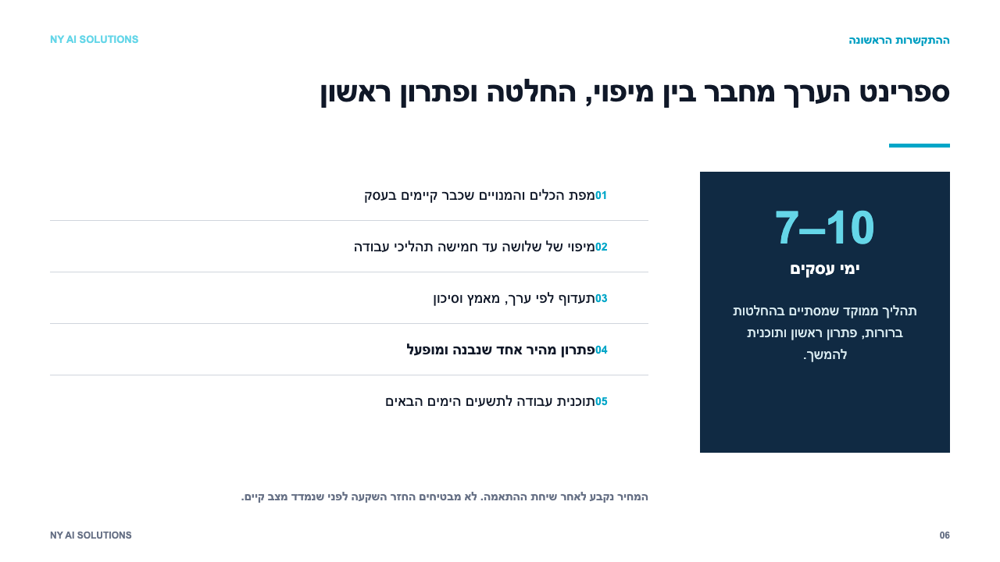 ההתקשרות הראשונה
NY AI SOLUTIONS
ספרינט הערך מחבר בין מיפוי, החלטה ופתרון ראשון
7–10
ימי עסקים
תהליך ממוקד שמסתיים בהחלטות
ברורות, פתרון ראשון ותוכנית
להמשך.
01 מפת הכלים והמנויים שכבר קיימים בעסק
02 מיפוי של שלושה עד חמישה תהליכי עבודה
03 תעדוף לפי ערך, מאמץ וסיכון
04 פתרון מהיר אחד שנבנה ומופעל
05 תוכנית עבודה לתשעים הימים הבאים
המחיר נקבע לאחר שיחת ההתאמה. לא מבטיחים החזר השקעה לפני שנמדד מצב קיים.
06
NY AI SOLUTIONS